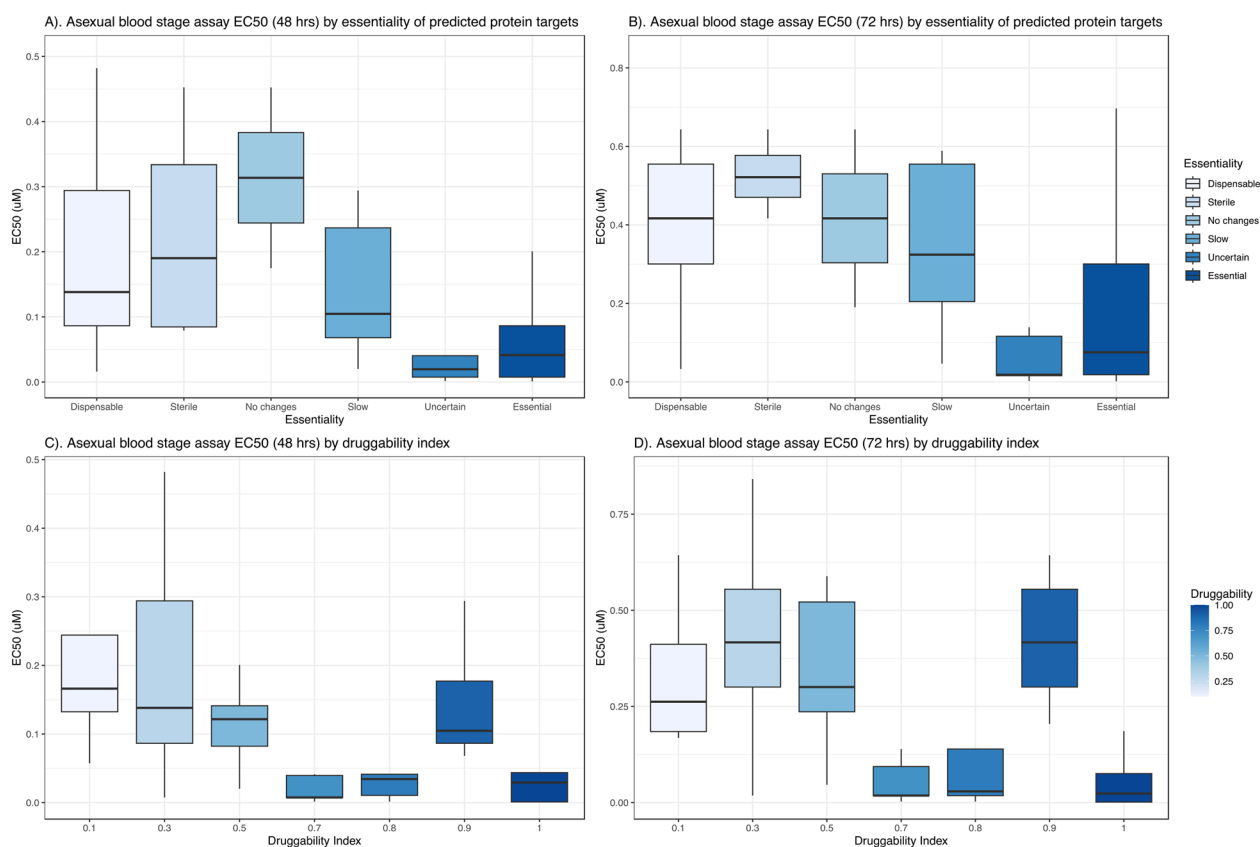 A). Asexual blood stage assay EC50 (48 hrs) by essentiality of predicted protein targets
0.5
0.4
0.3
0.2
0.1
0.0
EC50 (uM)
Dispensable Sterile No changes Slow Uncertain Essential
Essentiality
B). Asexual blood stage assay EC50 (72 hrs) by essentiality of predicted protein targets
0.8
0.6
0.4
0.2
0.0
EC50 (uM)
Dispensable Sterile No changes Slow Uncertain Essential
Essentiality
Essentiality
Dispensable
Sterile
No changes
Slow
Uncertain
Essential
C). Asexual blood stage assay EC50 (48 hrs) by druggability index
0.5
0.4
0.3
0.2
0.1
0.0
EC50 (uM)
0.1 0.3 0.5 0.7 0.8 0.9 1
Druggability Index
D). Asexual blood stage assay EC50 (72 hrs) by druggability index
0.75
0.50
0.25
0.00
EC50 (uM)
0.1 0.3 0.5 0.7 0.8 0.9 1
Druggability Index
Druggability
1.00
0.75
0.50
0.25